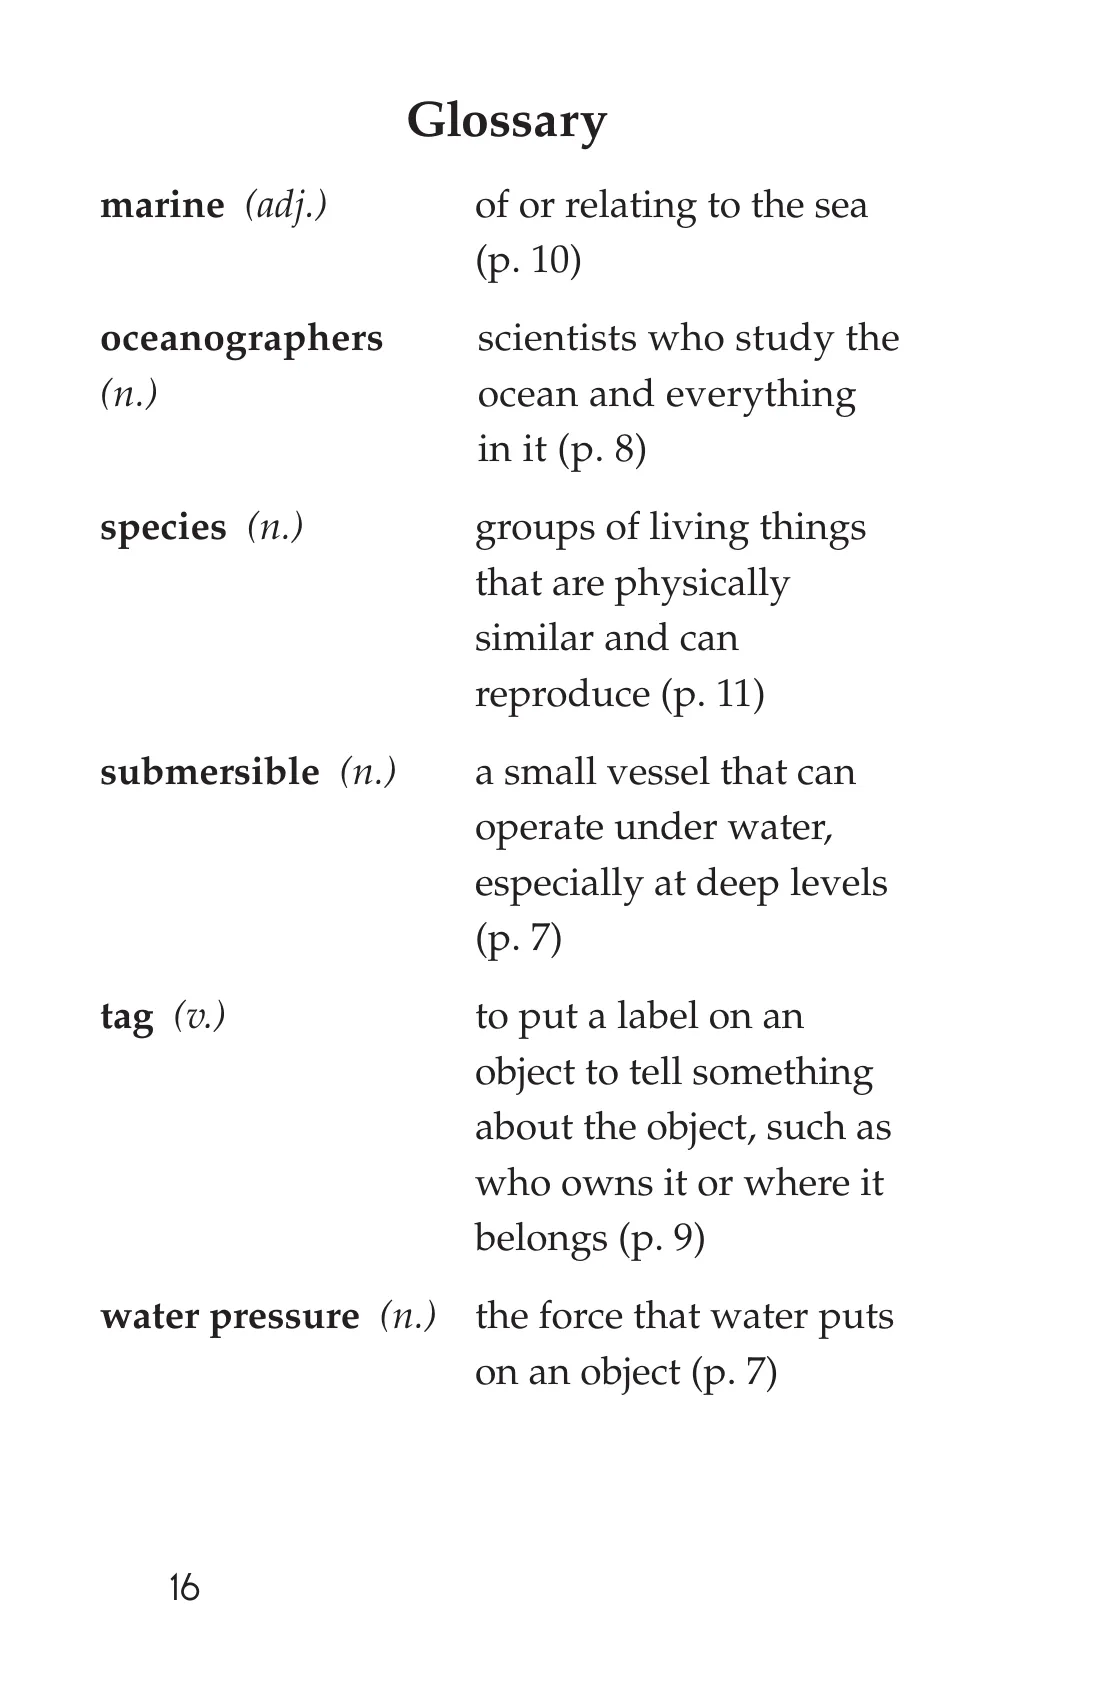 Glossary
marine (adj.) of or relating to the sea
(p. 10)
oceanographers scientists who study the
(n.) ocean and everything
in it (p. 8)
species (n.) groups of living things
that are physically
similar and can
reproduce (p. 11)
submersible (n.) a small vessel that can
operate under water,
especially at deep levels
(p. 7)
tag (v.) to put a label on an
object to tell something
about the object, such as
who owns it or where it
belongs (p. 9)
water pressure (n.) the force that water puts
on an object (p. 7)
16